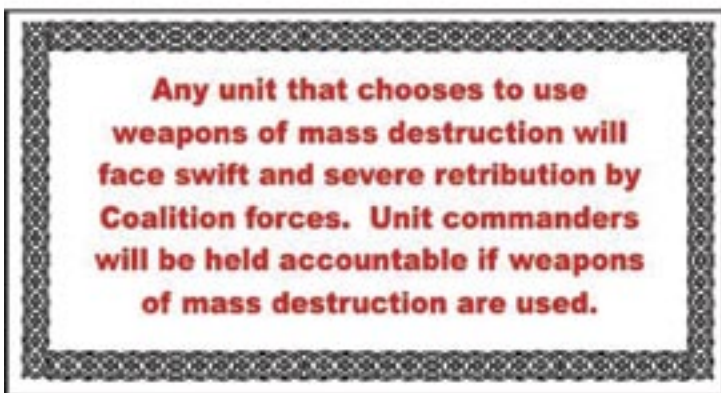 Any unit that chooses to use
weapons of mass destruction will
face swift and severe retribution by
Coalition forces.  Unit commanders
will be held accountable if weapons
of mass destruction are used.